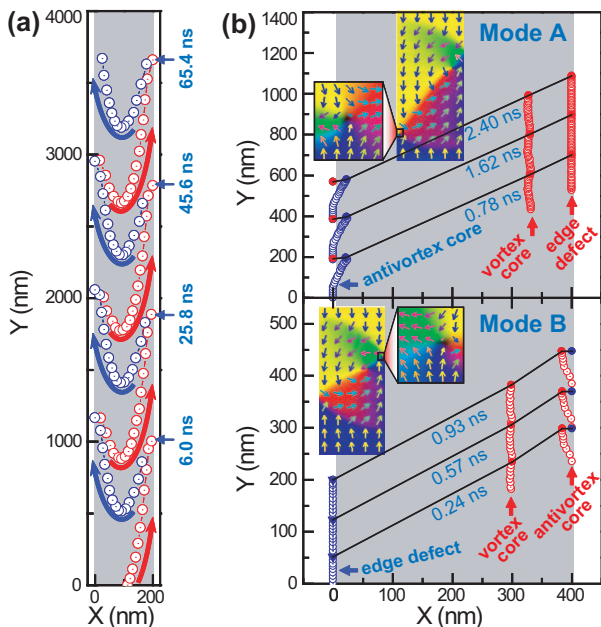 (a)
4000
3000
2000
1000
0
Y (nm)
0
200
X (nm)
65.4 ns
45.6 ns
25.8 ns
6.0 ns
(b)
Mode A
1400
1200
1000
800
600
400
200
0
Y (nm)
2.40 ns
1.62 ns
0.78 ns
antivortex core
vortex
core
edge
defect
Mode B
500
400
300
200
100
0
Y (nm)
0.93 ns
0.57 ns
0.24 ns
edge defect
vortex
core
antivortex
core
0
100
200
300
400
X (nm)